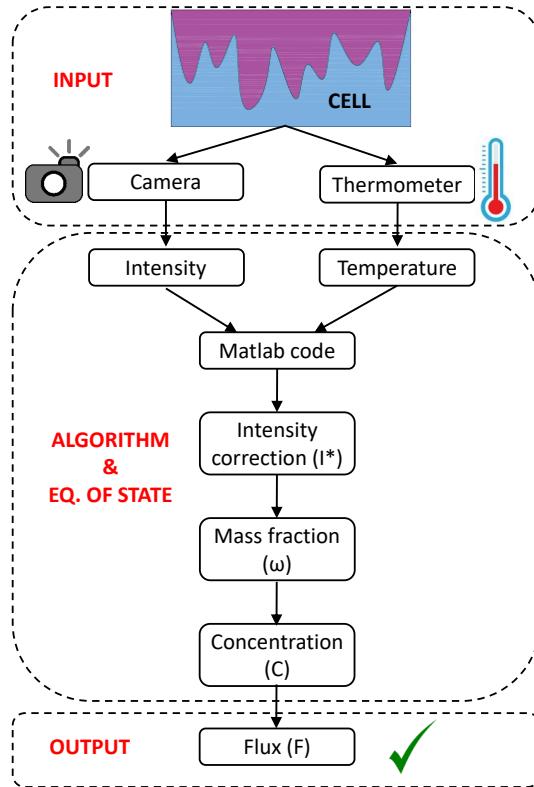 INPUT
CELL
Camera
Thermometer
Intensity
Temperature
Matlab code
ALGORITHM
&
EQ. OF STATE
Intensity
correction (I*)
Mass fraction
(ω)
Concentration
(C)
OUTPUT
Flux (F)